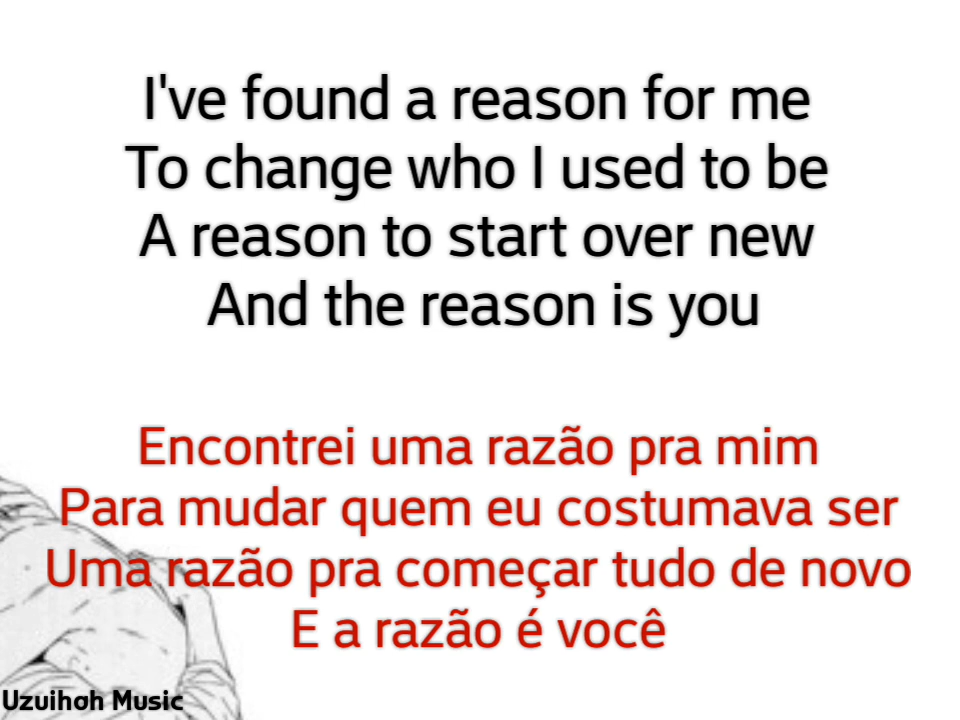 I've found a reason for me
To change who I used to be
A reason to start over new
And the reason is you
Encontrei uma razão pra mim
Para mudar quem eu costumava ser
Uma razão pra começar tudo de novo
E a razão é você
Uzuihah Music